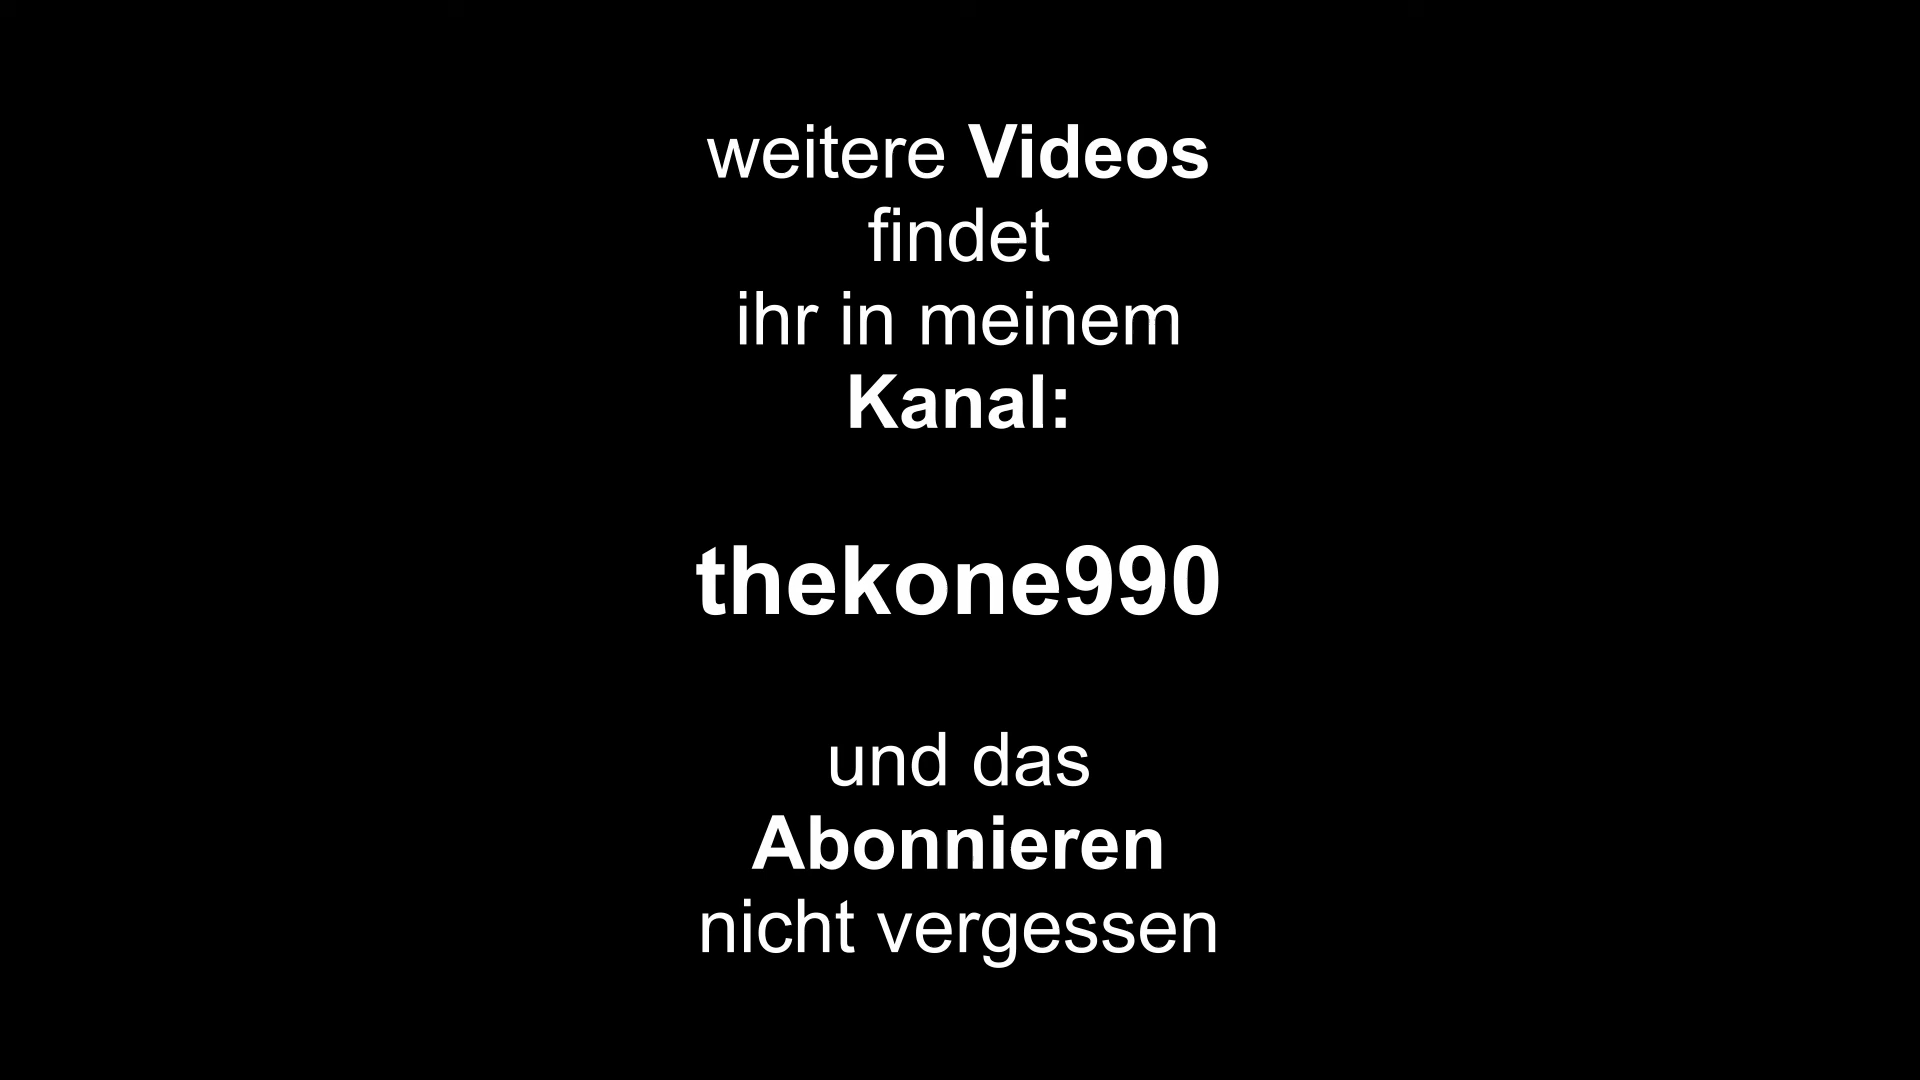 weitere Videos
findet
ihr in meinem
Kanal:
thekone990
und das
Abonnieren
nicht vergessen